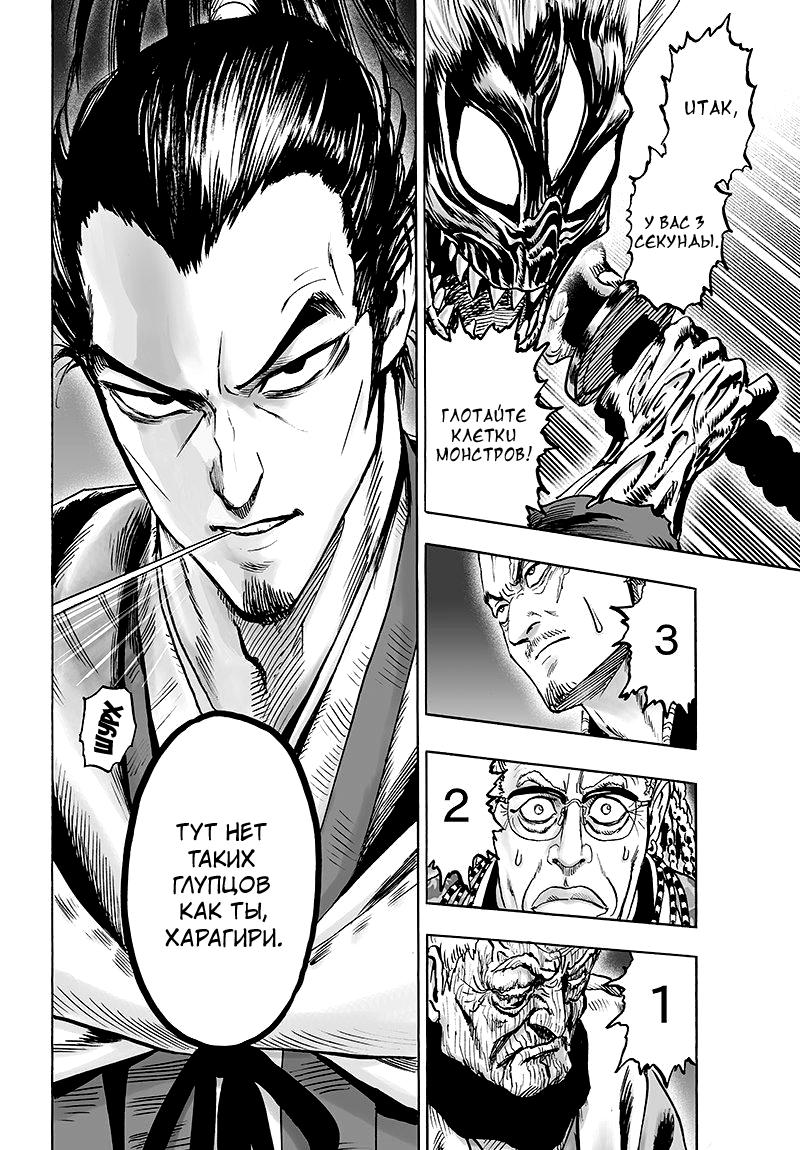 ИТАК,
У ВАС 3
СЕКУНДЫ.
ГЛОТАЙТЕ
КЛЕТКИ
МОНСТРОВ!
3
2
1
ШУРХ
ТУТ НЕТ
ТАКИХ
ГЛУПЦОВ
КАК ТЫ,
ХАРАГИРИ.